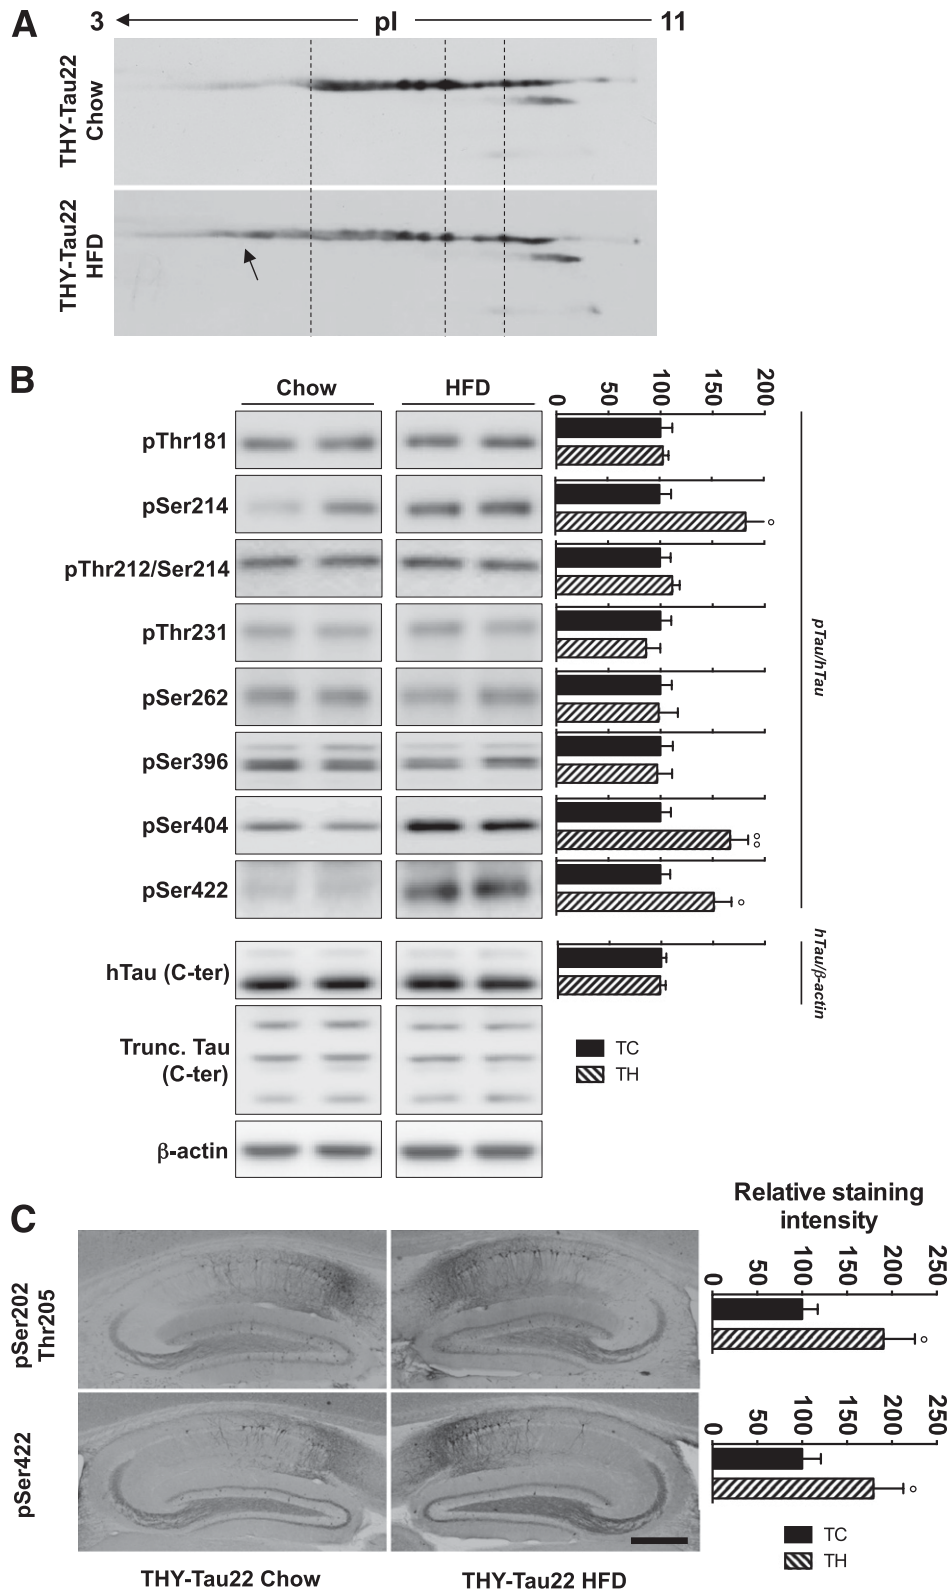 A
3 pI 11
THY-Tau22
Chow
THY-Tau22
HFD
B
Chow HFD
0 50 100 150 200
pThr181
pSer214
pThr212/Ser214
pThr231
pSer262
pSer396
pSer404
pSer422
pTau/hTau
hTau (C-ter)
hTau/β-actin
Trunc. Tau
(C-ter)
TC
TH
β-actin
C
Relative staining
intensity
0 50 100 150 200 250
pSer202
Thr205
0 50 100 150 200 250
pSer422
TC
TH
THY-Tau22 Chow THY-Tau22 HFD